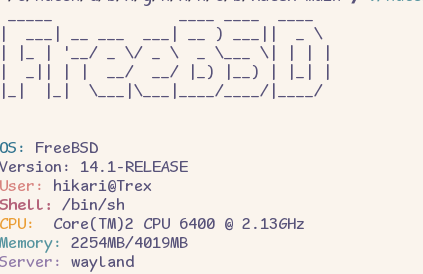 FreeBSD
OS: FreeBSD
Version: 14.1-RELEASE
User: hikari@Trex
Shell: /bin/sh
CPU: Core(TM)2 CPU 6400 @ 2.13GHz
Memory: 2254MB/4019MB
Server: wayland